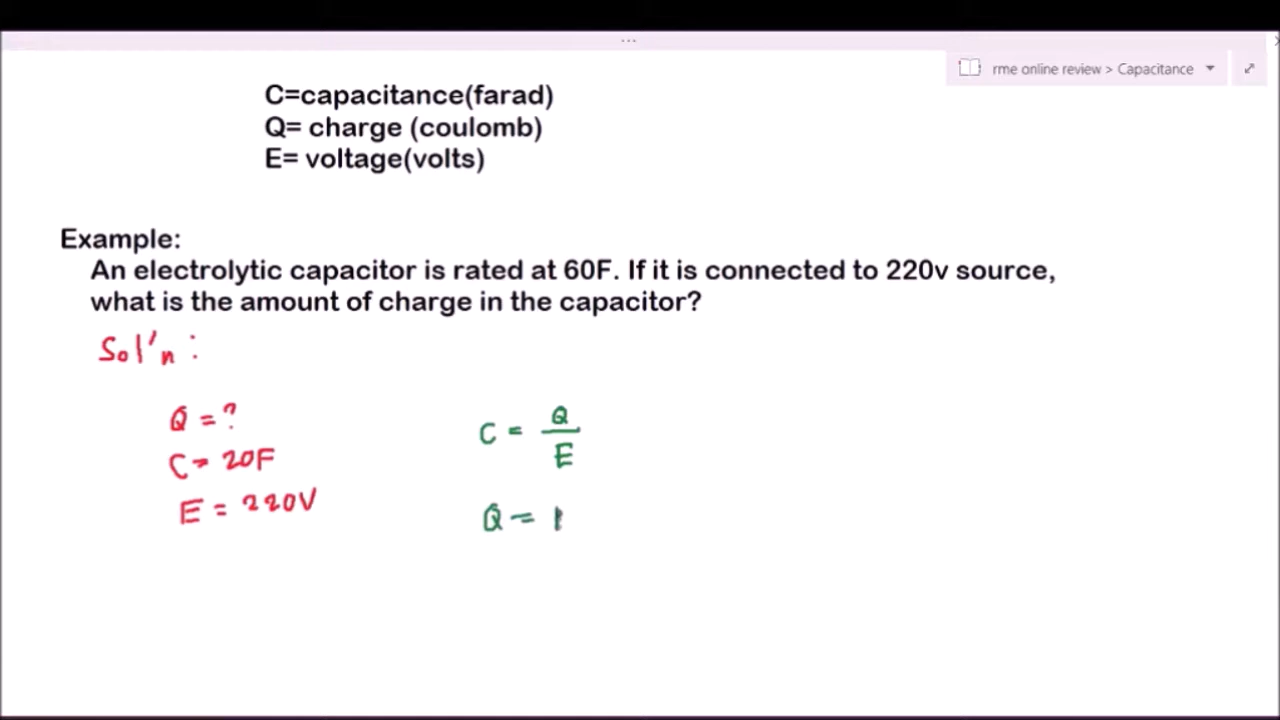 rme online review > Capacitance
C=capacitance(farad)
Q= charge (coulomb)
E= voltage(volts)
Example:
An electrolytic capacitor is rated at 60F. If it is connected to 220v source,
what is the amount of charge in the capacitor?
Sol'n :
Q = ?
C = 20F
E = 220V
C = Q
E
Q =